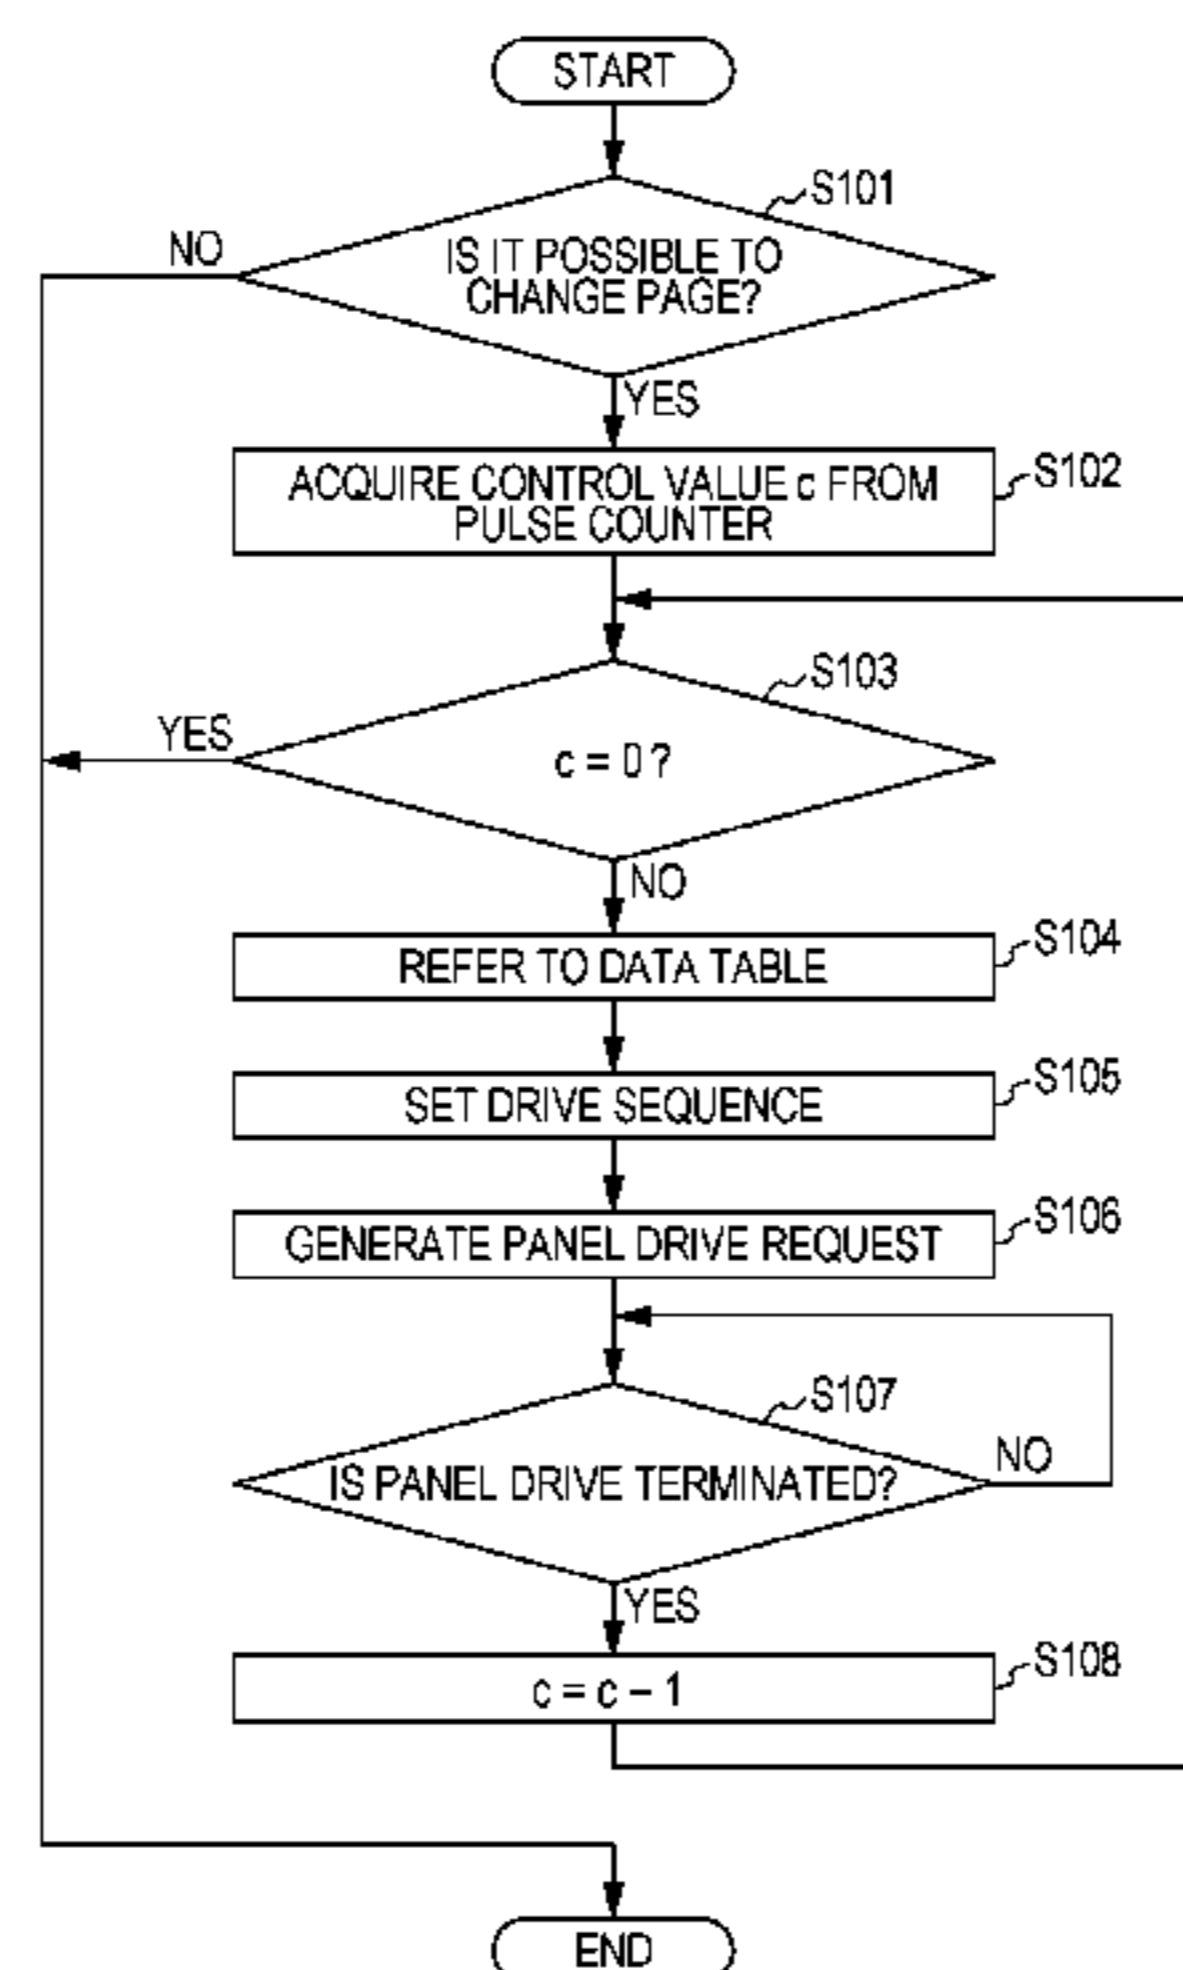 START
S101
NO
IS IT POSSIBLE TO
CHANGE PAGE?
YES
S102
ACQUIRE CONTROL VALUE c FROM
PULSE COUNTER
S103
YES
c = 0 ?
NO
S104
REFER TO DATA TABLE
S105
SET DRIVE SEQUENCE
S106
GENERATE PANEL DRIVE REQUEST
S107
NO
IS PANEL DRIVE TERMINATED?
YES
S108
c = c – 1
END